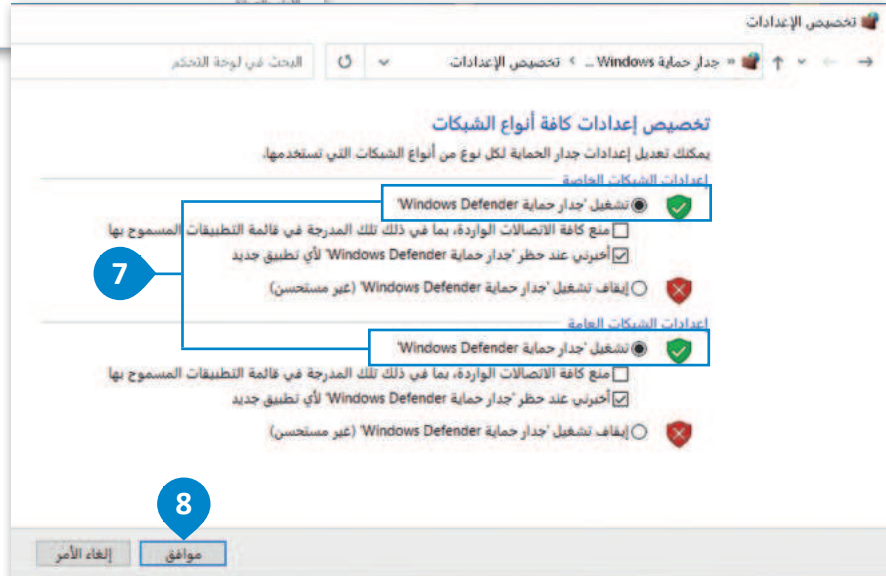 تخصيص الإعدادات
« جدار حماية Windows ... › تخصيص الإعدادات
البحث في لوحة التحكم
تخصيص إعدادات كافة أنواع الشبكات
يمكنك تعديل إعدادات جدار الحماية لكل نوع من أنواع الشبكات التي تستخدمها.
إعدادات الشبكات الخاصة
تشغيل 'جدار حماية Windows Defender'
منع كافة الاتصالات الواردة، بما في ذلك تلك المدرجة في قائمة التطبيقات المسموح بها
أخبرني عند حظر 'جدار حماية Windows Defender' لأي تطبيق جديد
7
إيقاف تشغيل 'جدار حماية Windows Defender' (غير مستحسن)
إعدادات الشبكات العامة
تشغيل 'جدار حماية Windows Defender'
منع كافة الاتصالات الواردة، بما في ذلك تلك المدرجة في قائمة التطبيقات المسموح بها
أخبرني عند حظر 'جدار حماية Windows Defender' لأي تطبيق جديد
إيقاف تشغيل 'جدار حماية Windows Defender' (غير مستحسن)
8
موافق
إلغاء الأمر